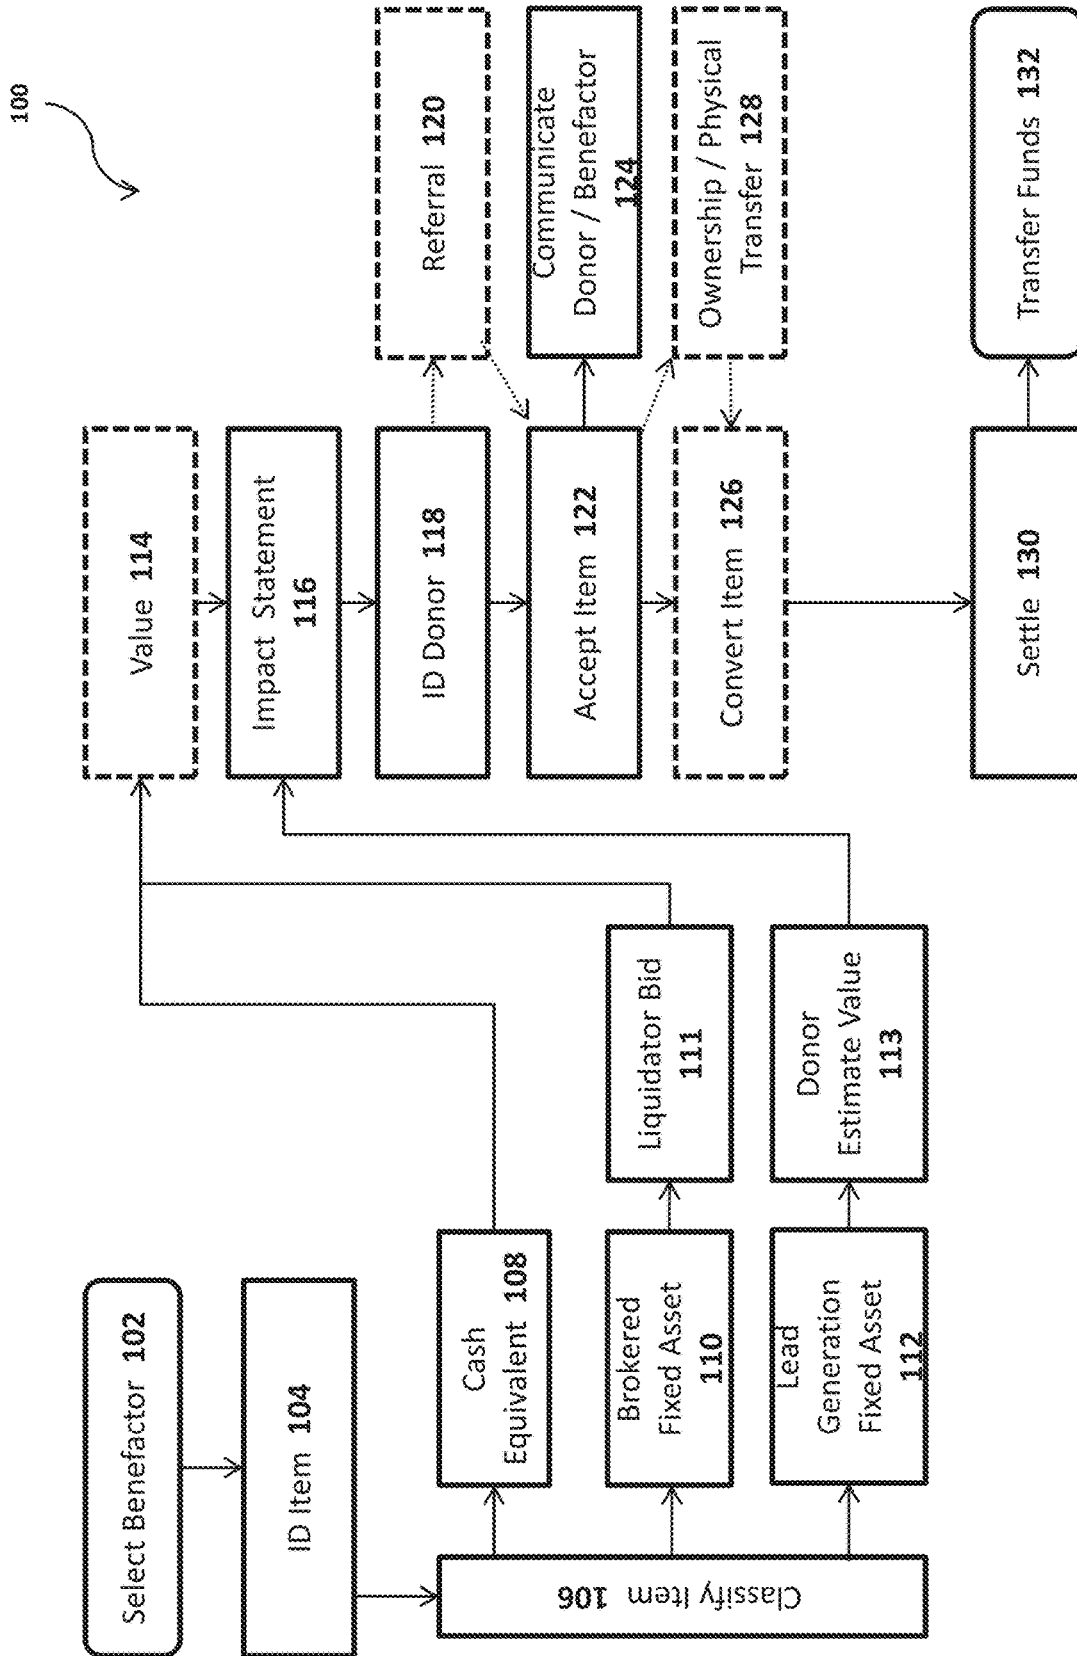 100
Select Benefactor 102
ID Item 104
Classify Item 106
Cash
Equivalent 108
Brokered
Fixed Asset
110
Lead
Generation
Fixed Asset
112
Liquidator Bid
111
Donor
Estimate Value
113
Value 114
Impact Statement
116
ID Donor 118
Referral 120
Accept Item 122
Communicate
Donor / Benefactor
124
Convert Item 126
Ownership / Physical
Transfer 128
Settle 130
Transfer Funds 132